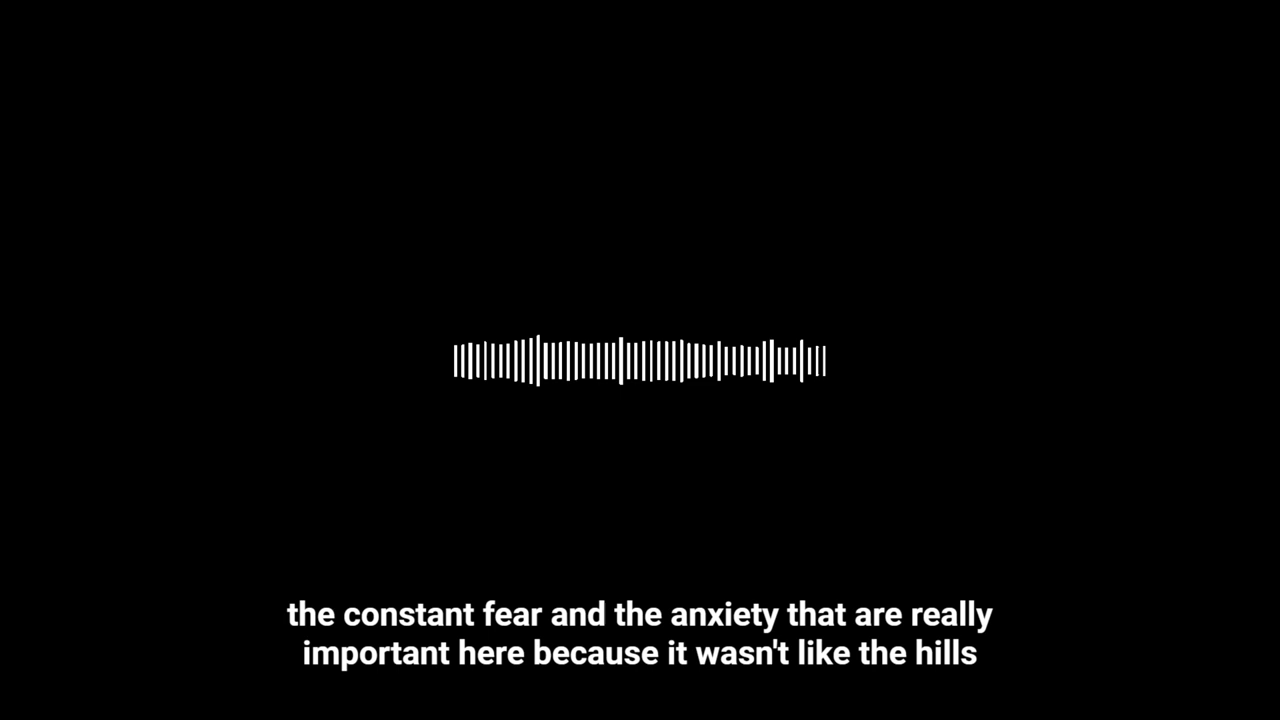 the constant fear and the anxiety that are really
important here because it wasn't like the hills